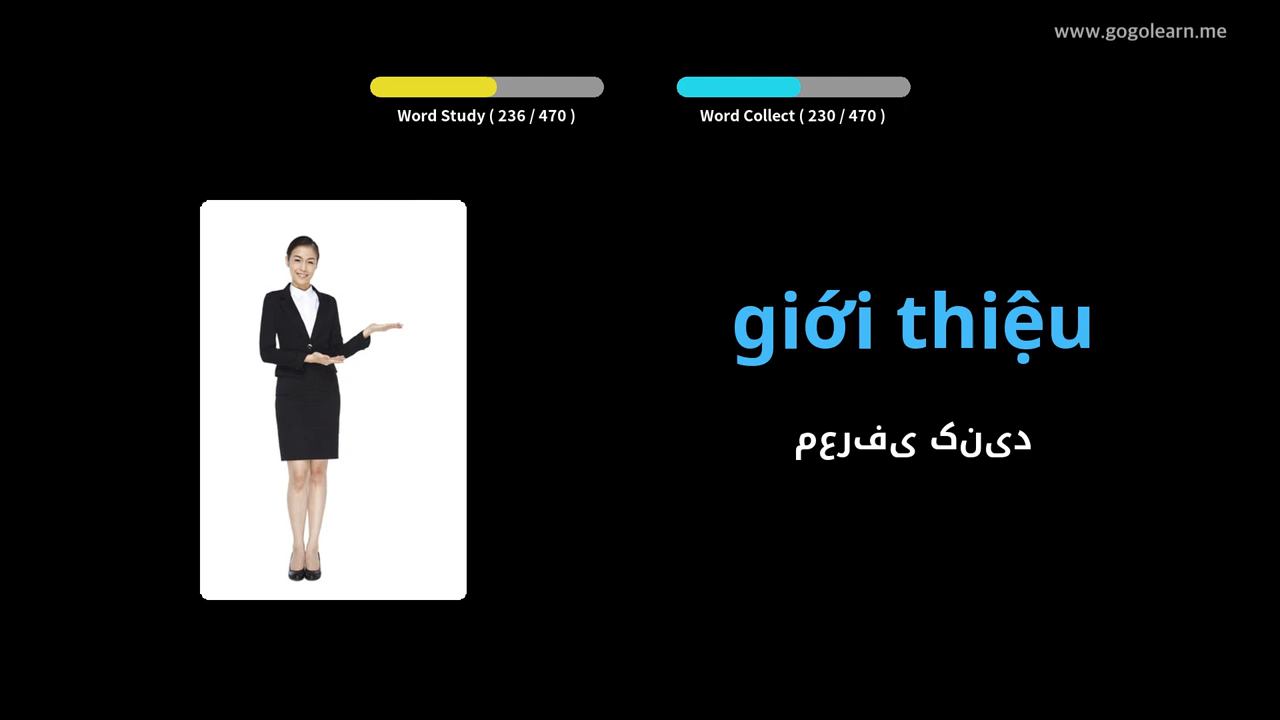 www.gogolearn.me
Word Study ( 236 / 470 )
Word Collect ( 230 / 470 )
giới thiệu
معرفی کنید